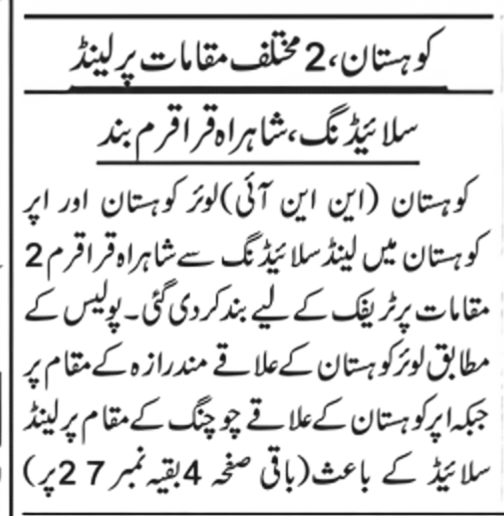 کوہستان، 2 مختلف مقامات پر لینڈ
سلائیڈنگ، شاہراہ قراقرم بند
کوہستان (این این آئی) لوئر کوہستان اور اپر
کوہستان میں لینڈ سلائیڈنگ سے شاہراہ قراقرم 2
مقامات پر ٹریفک کے لیے بند کردی گئی۔ پولیس کے
مطابق لوئر کوہستان کے علاقے مندرازہ کے مقام پر
جبکہ اپر کوہستان کے علاقے چوچنگ کے مقام پر لینڈ
سلائیڈ کے باعث (باقی صفحہ 4 بقیہ نمبر 27 پر)